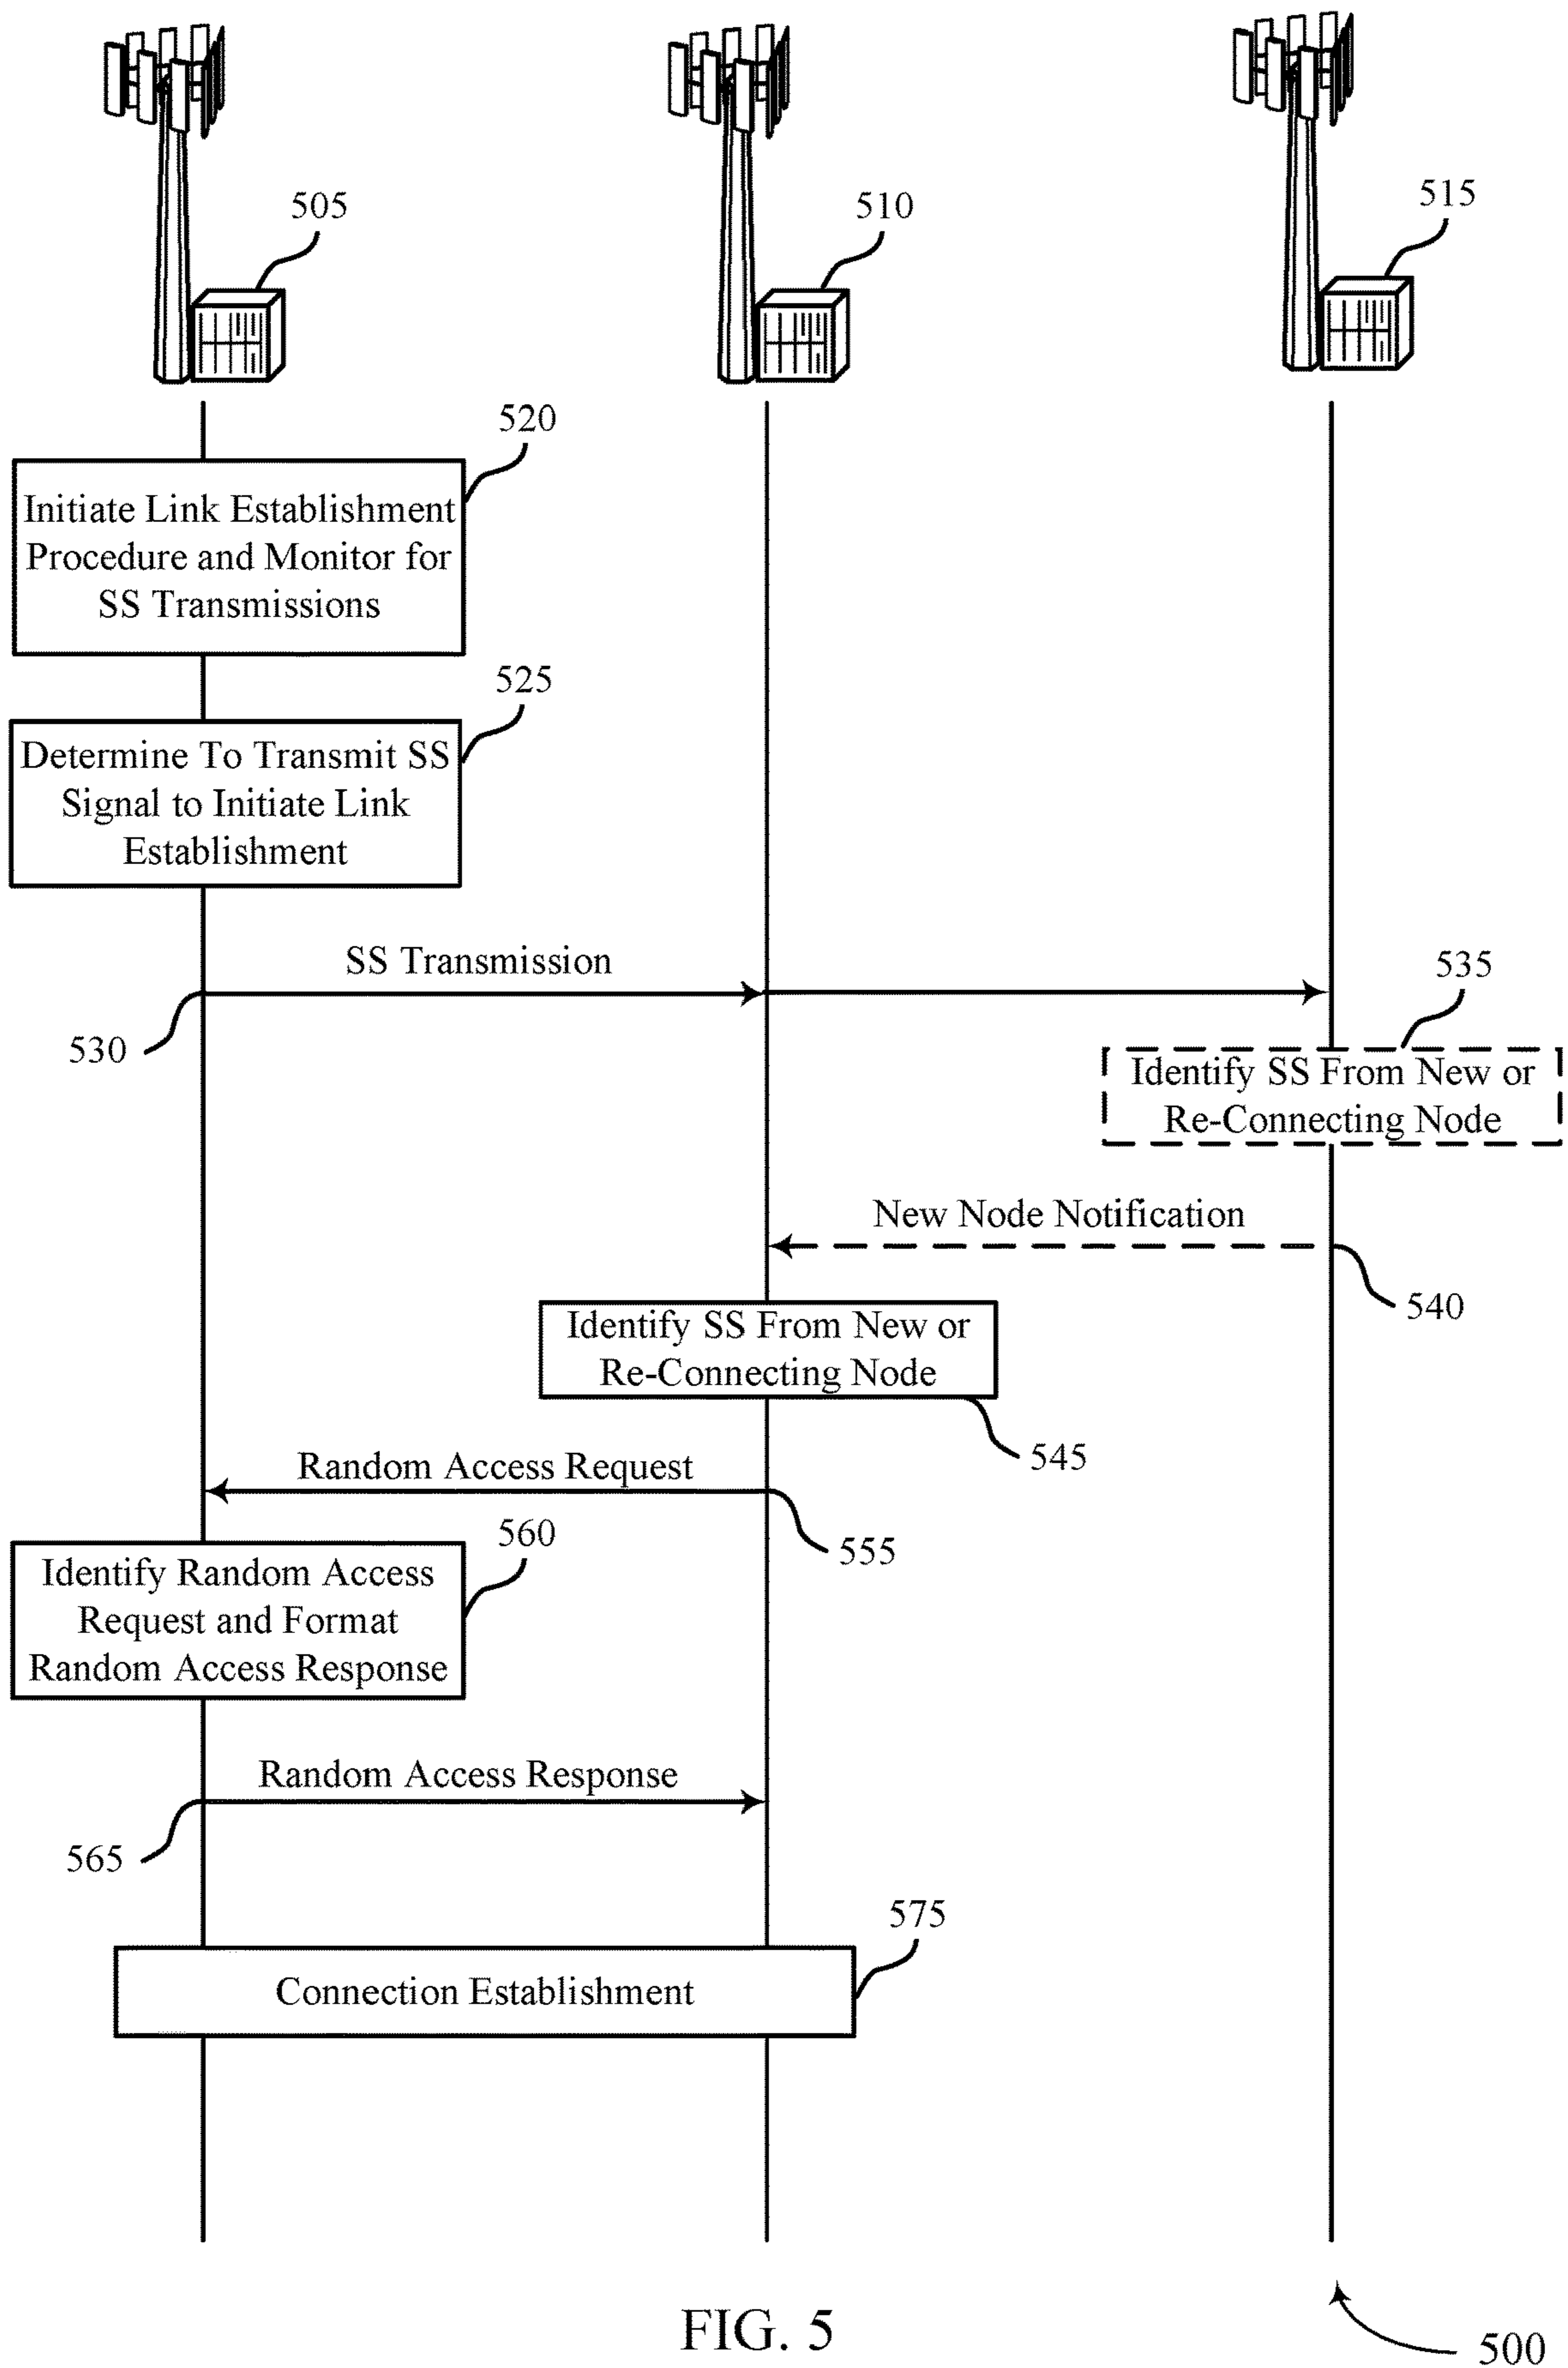 505
510
515
520
Initiate Link Establishment
Procedure and Monitor for
SS Transmissions
525
Determine To Transmit SS
Signal to Initiate Link
Establishment
SS Transmission
530
535
Identify SS From New or
Re-Connecting Node
New Node Notification
540
Identify SS From New or
Re-Connecting Node
545
Random Access Request
555
560
Identify Random Access
Request and Format
Random Access Response
Random Access Response
565
575
Connection Establishment
FIG. 5
500